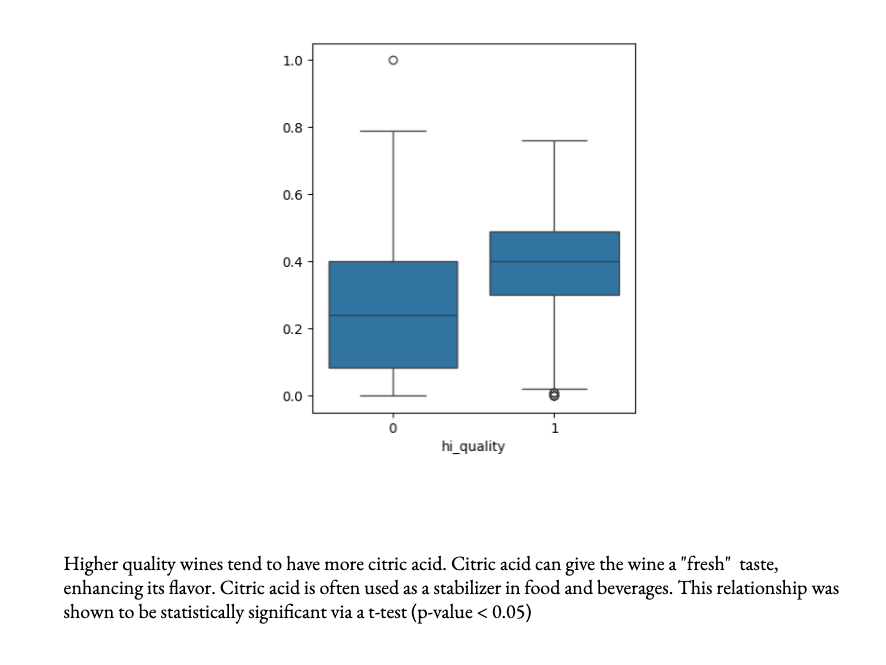 1.0
0.8
0.6
0.4
0.2
0.0
0 1
hi_quality
Higher quality wines tend to have more citric acid. Citric acid can give the wine a "fresh"  taste,
enhancing its flavor. Citric acid is often used as a stabilizer in food and beverages. This relationship was
shown to be statistically significant via a t-test (p-value < 0.05)